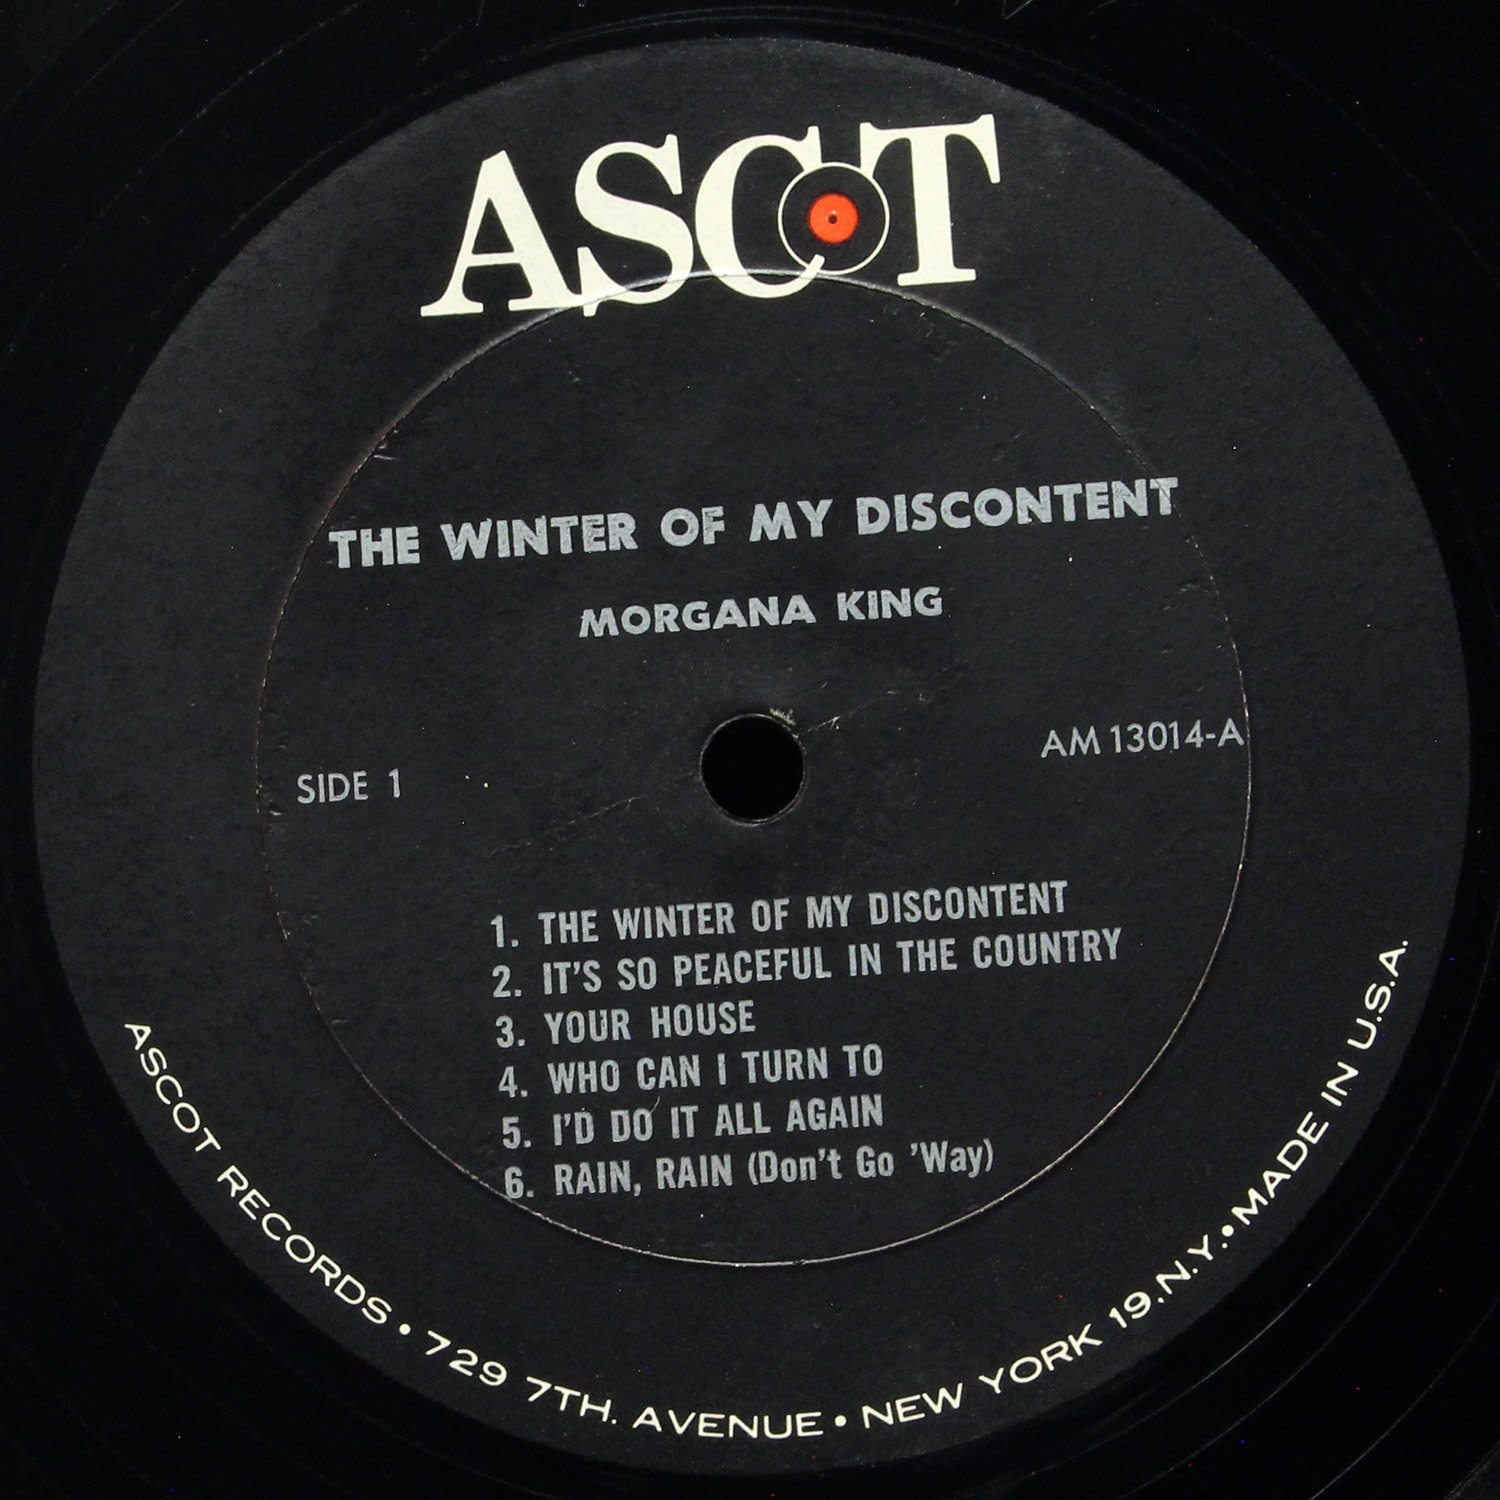 ASCOT
THE WINTER OF MY DISCONTENT
MORGANA KING
SIDE 1
AM 13014-A
1. THE WINTER OF MY DISCONTENT
2. IT'S SO PEACEFUL IN THE COUNTRY
3. YOUR HOUSE
4. WHO CAN I TURN TO
5. I'D DO IT ALL AGAIN
6. RAIN, RAIN (Don't Go 'Way)
ASCOT RECORDS • 729 7TH. AVENUE • NEW YORK 19, N.Y. • MADE IN U.S.A.